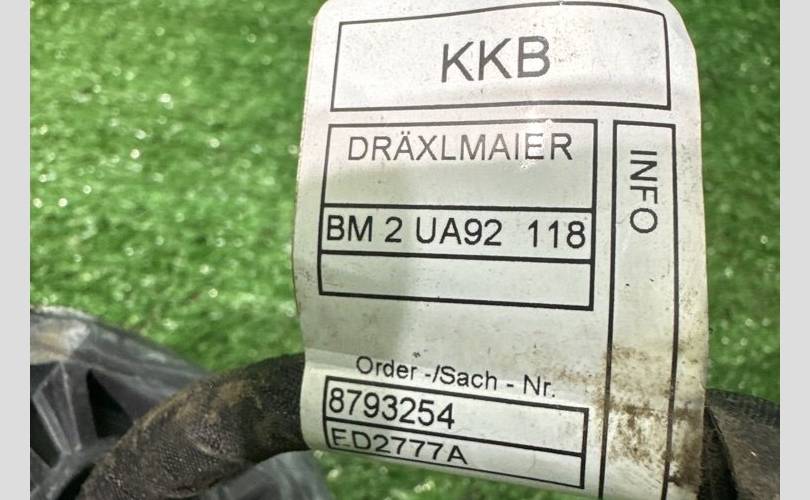 KKB
DRÄXLMAIER
INFO
BM 2 UA92 118
Order -/Sach - Nr.
8793254
ED2777A